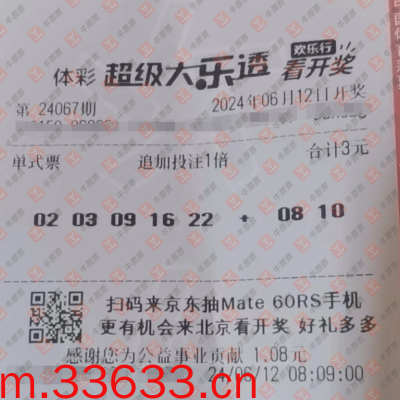 体彩 超级大乐透 欢乐行 看开奖
第 24067期 2024年06月12日开奖
单式票 追加投注1倍 合计3元
02 03 09 16 22 + 08 10
扫码来京东抽Mate 60RS手机
更有机会来北京看开奖 好礼多多
感谢您为公益事业贡献 1.08元
24/06/12 08:09:00
m.33633.cn